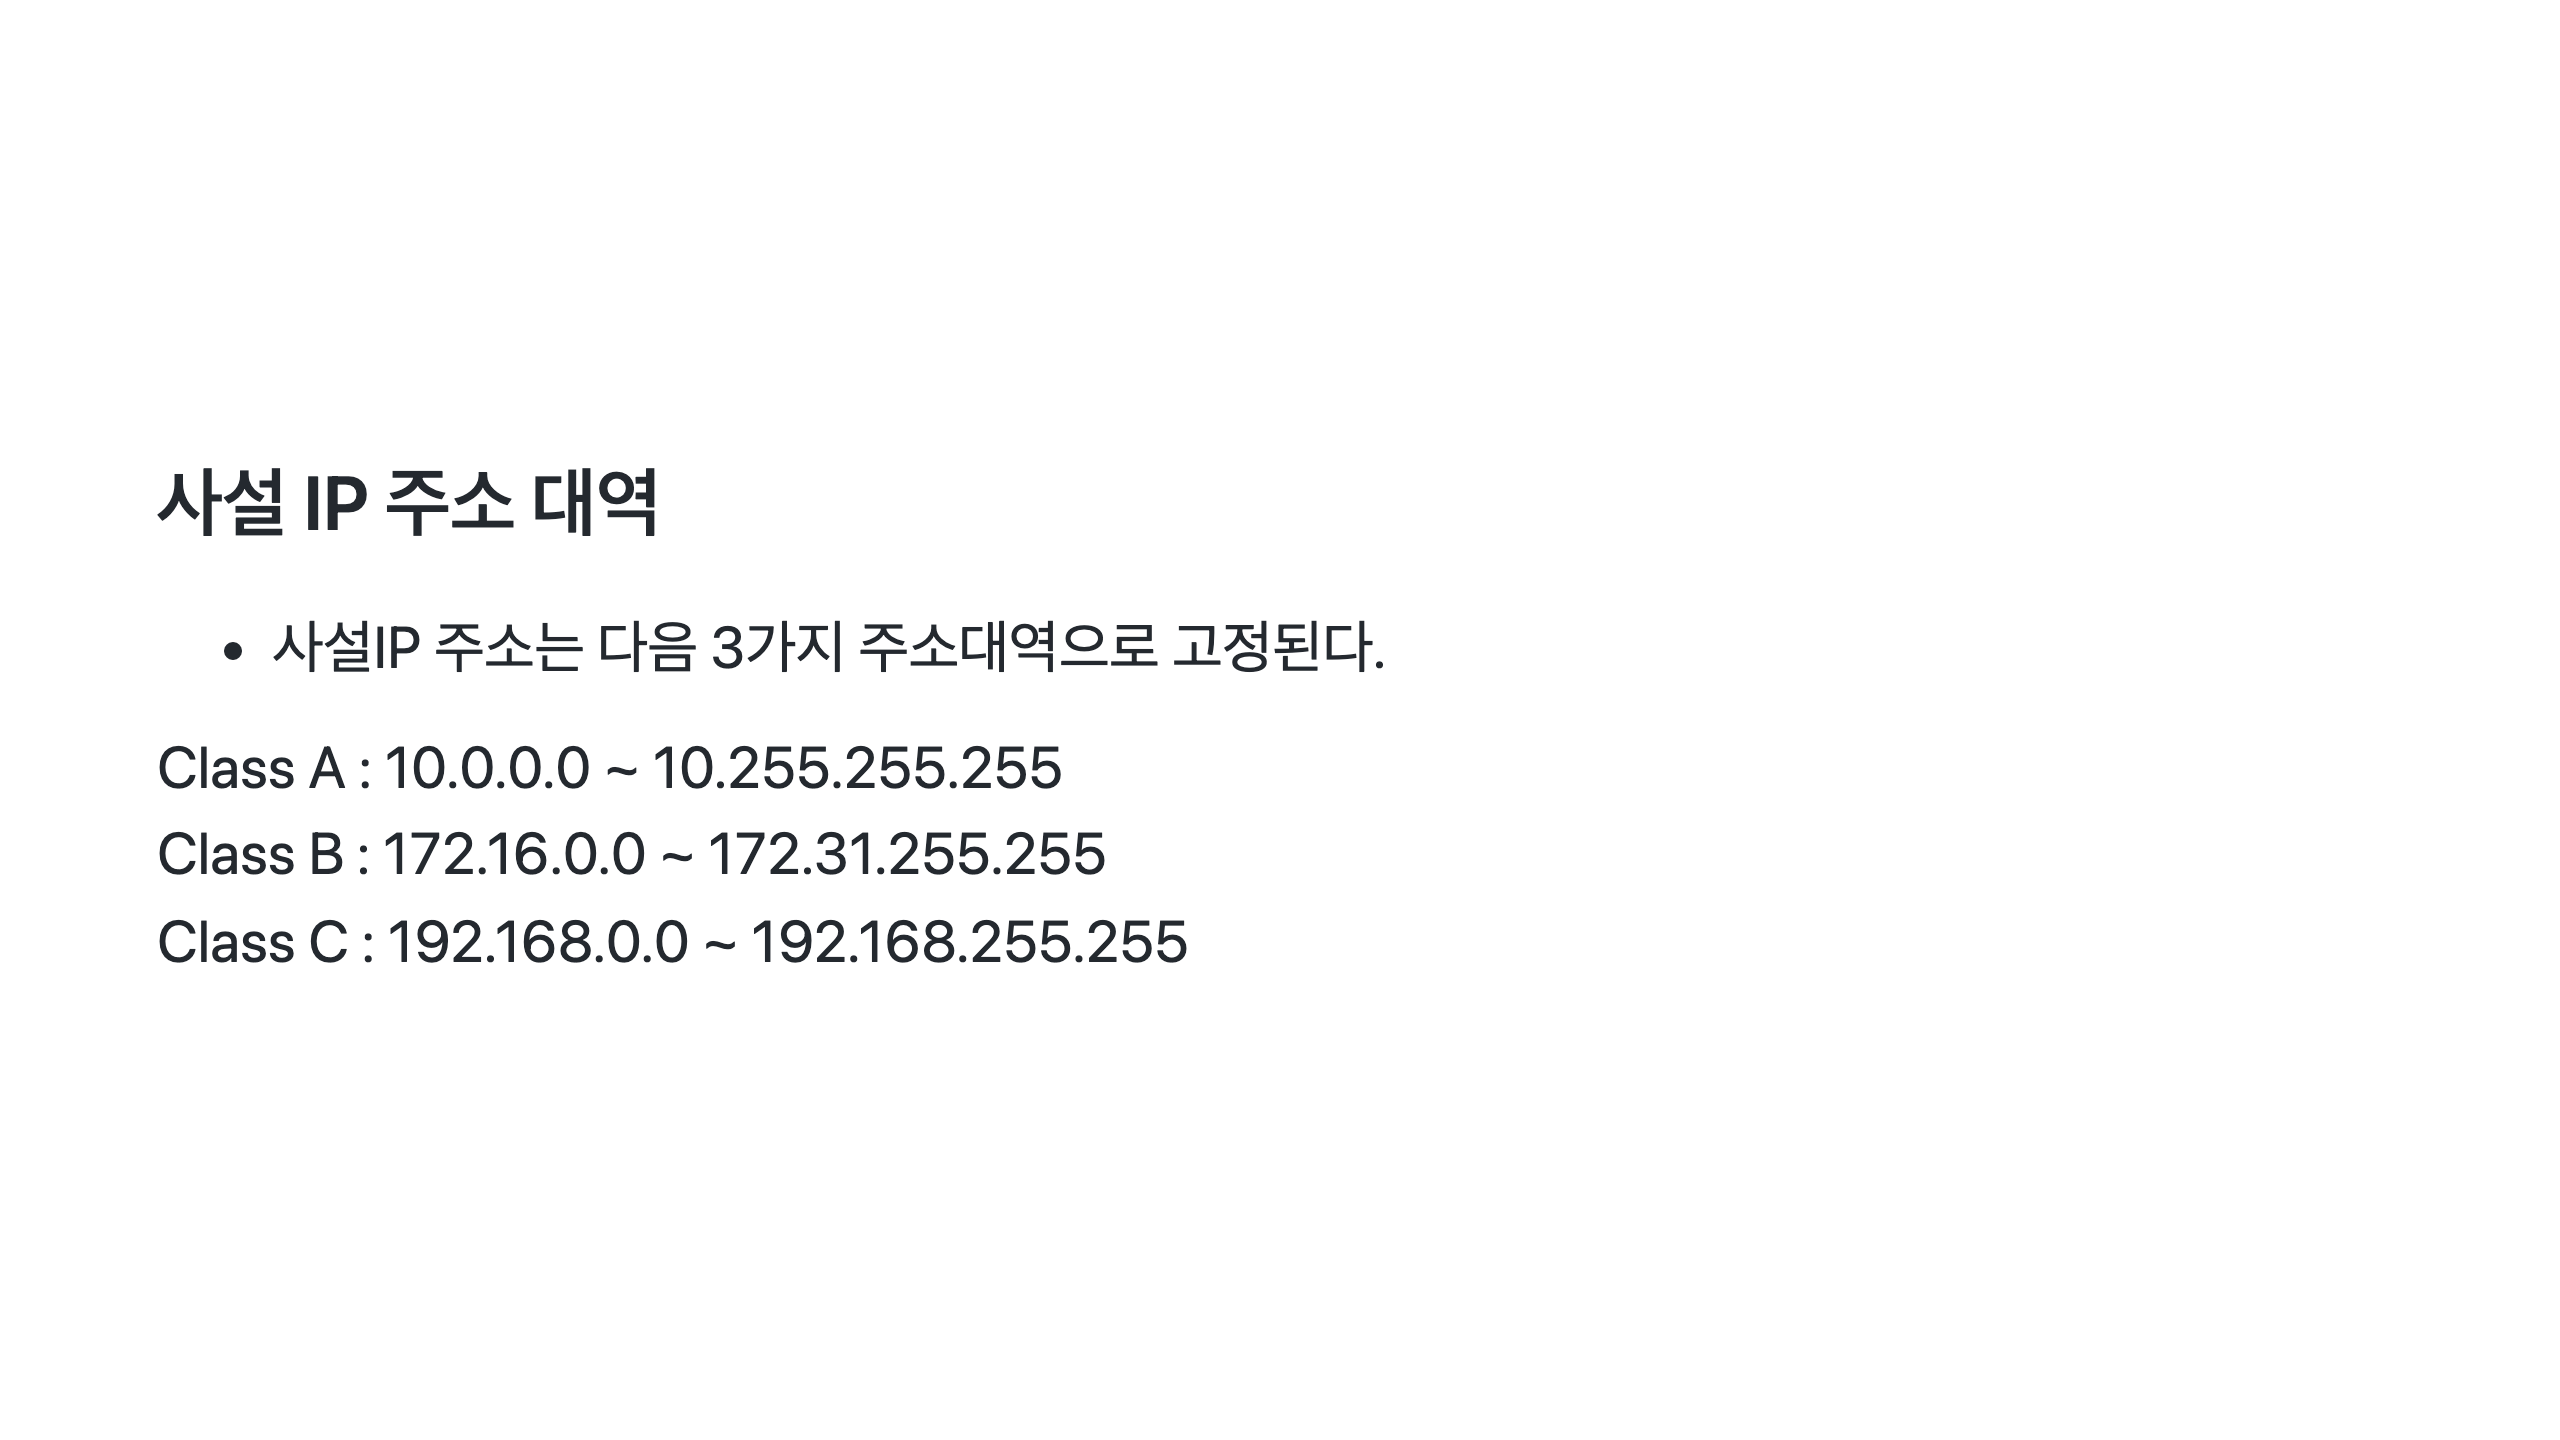 사설 IP 주소 대역
• 사설IP 주소는 다음 3가지 주소대역으로 고정된다.
Class A : 10.0.0.0 ~ 10.255.255.255
Class B : 172.16.0.0 ~ 172.31.255.255
Class C : 192.168.0.0 ~ 192.168.255.255